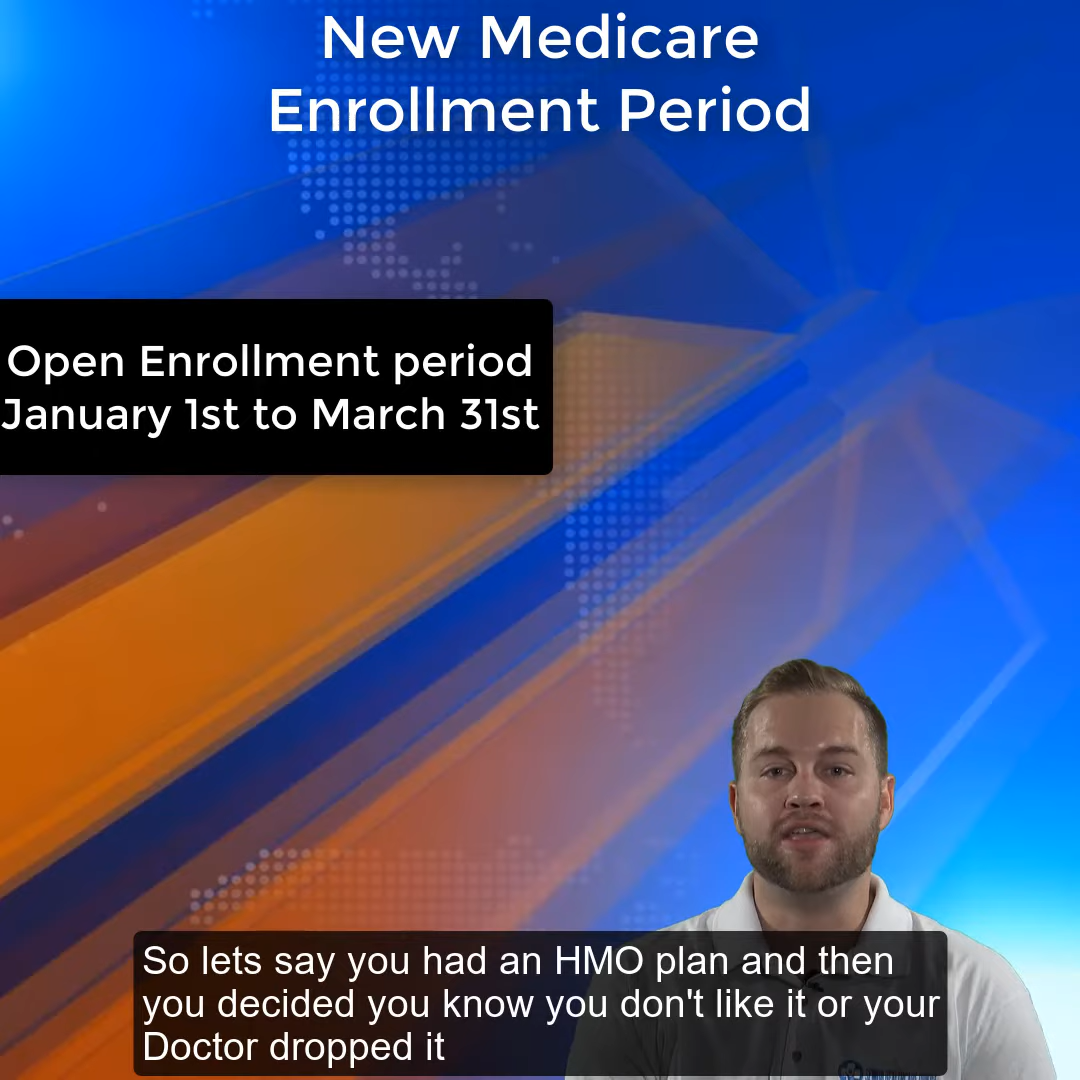 New Medicare
Enrollment Period
Open Enrollment period
January 1st to March 31st
So lets say you had an HMO plan and then
you decided you know you don't like it or your
Doctor dropped it